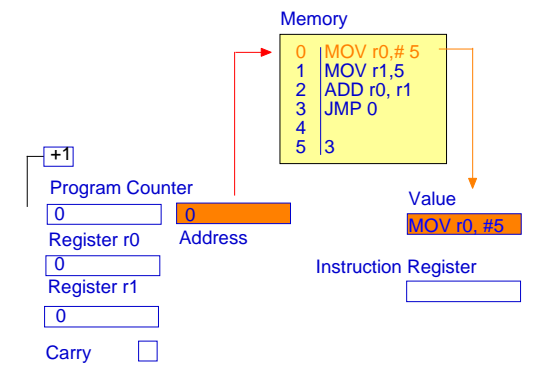 Memory
0 MOV r0,# 5
1 MOV r1,5
2 ADD r0, r1
3 JMP 0
4
5 3
+1
Program Counter
0
0
Address
Register r0
0
Register r1
0
Carry
Value
MOV r0, #5
Instruction Register